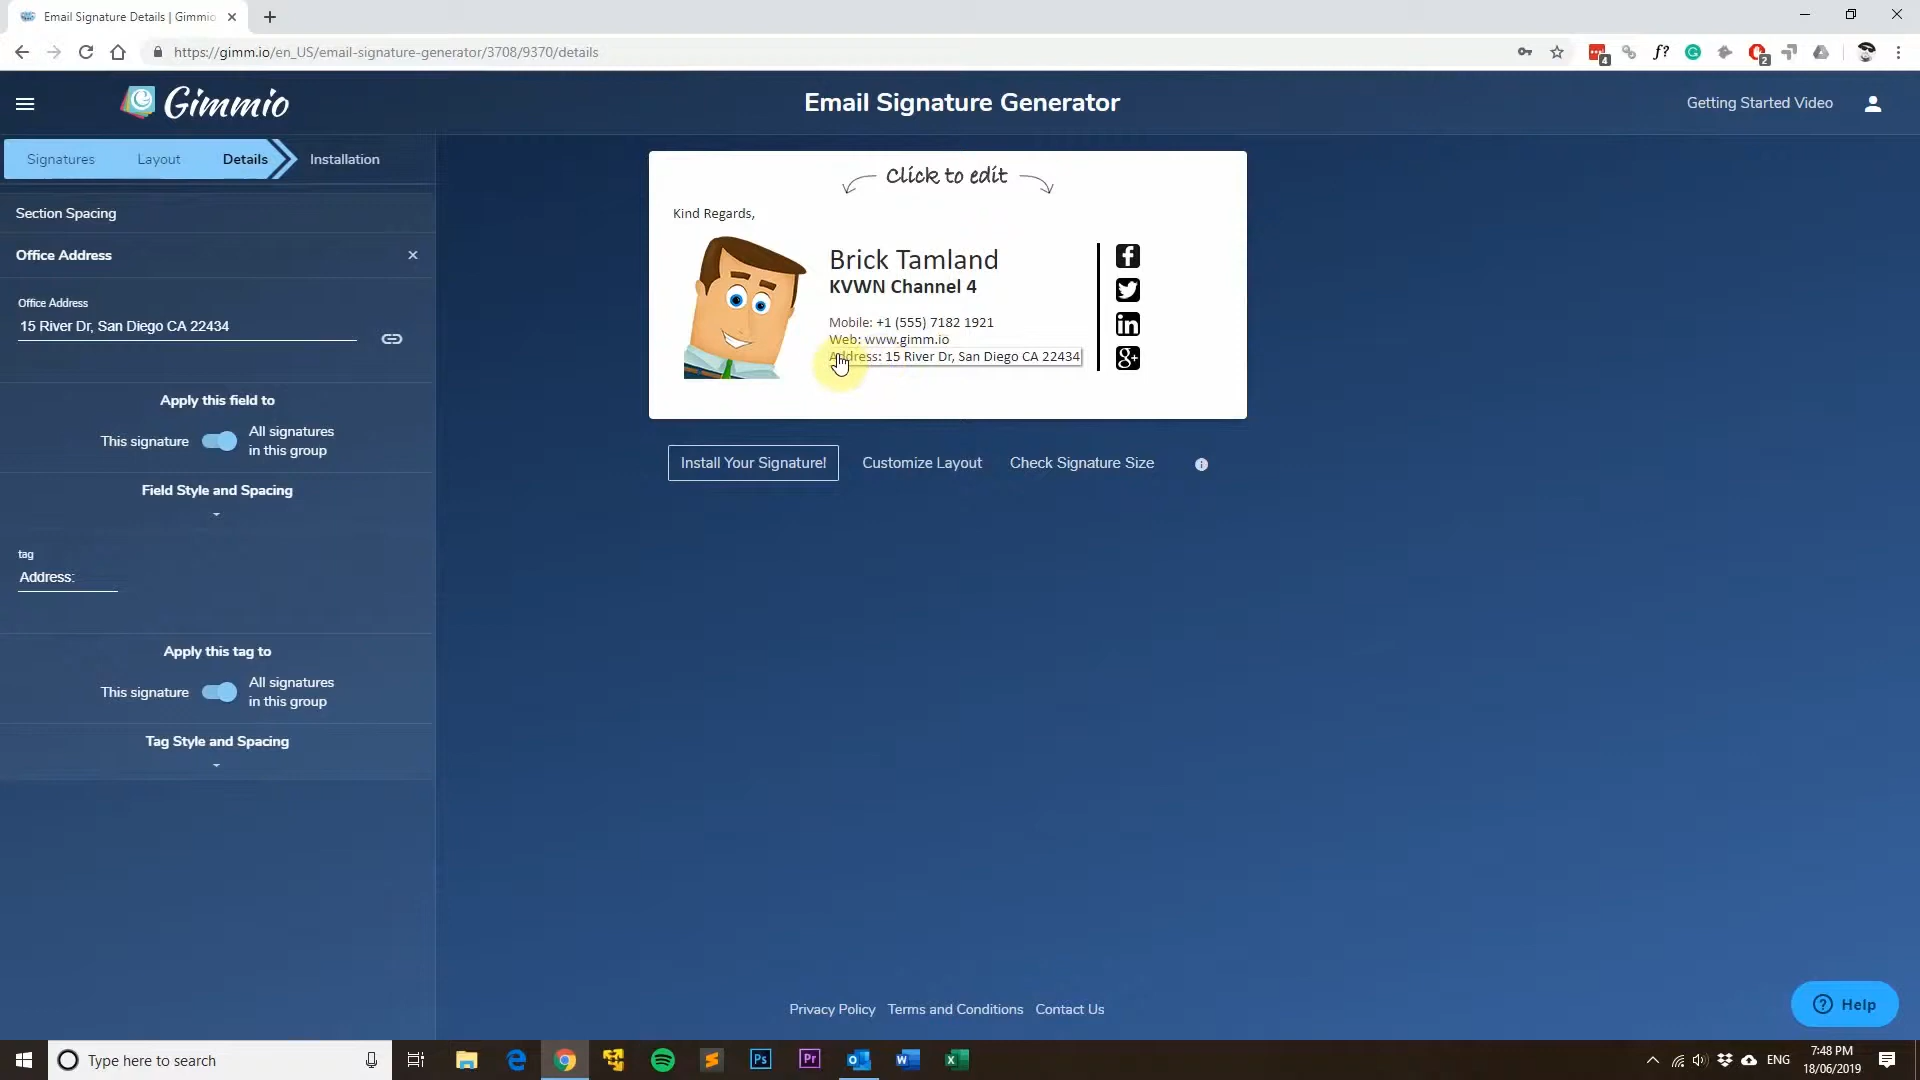 Email Signature Details | Gimmio
https://gimm.io/en_US/email-signature-generator/3708/9370/details
f?
4
2
Gimmio
Email Signature Generator
Getting Started Video
Signatures
Layout
Details
Installation
Section Spacing
Office Address
Office Address
15 River Dr, San Diego CA 22434
Apply this field to
This signature
All signatures
in this group
Field Style and Spacing
tag
Address:
Apply this tag to
This signature
All signatures
in this group
Tag Style and Spacing
Click to edit
Kind Regards,
Brick Tamland
KVWN Channel 4
Mobile: +1 (555) 7182 1921
Web: www.gimm.io
Address: 15 River Dr, San Diego CA 22434
f
in
g+
Install Your Signature!
Customize Layout
Check Signature Size
Privacy Policy
Terms and Conditions
Contact Us
Help
Type here to search
Ps
Pr
ENG
7:48 PM
18/06/2019